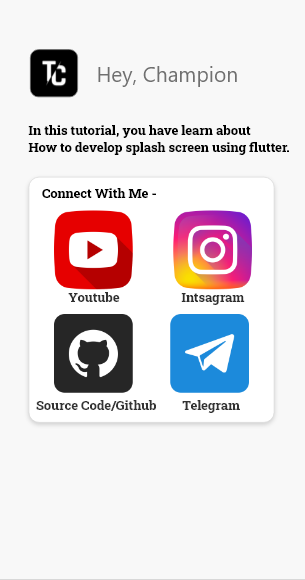 TC
Hey, Champion
In this tutorial, you have learn about
How to develop splash screen using flutter.
Connect With Me -
Youtube
Intsagram
Source Code/Github
Telegram